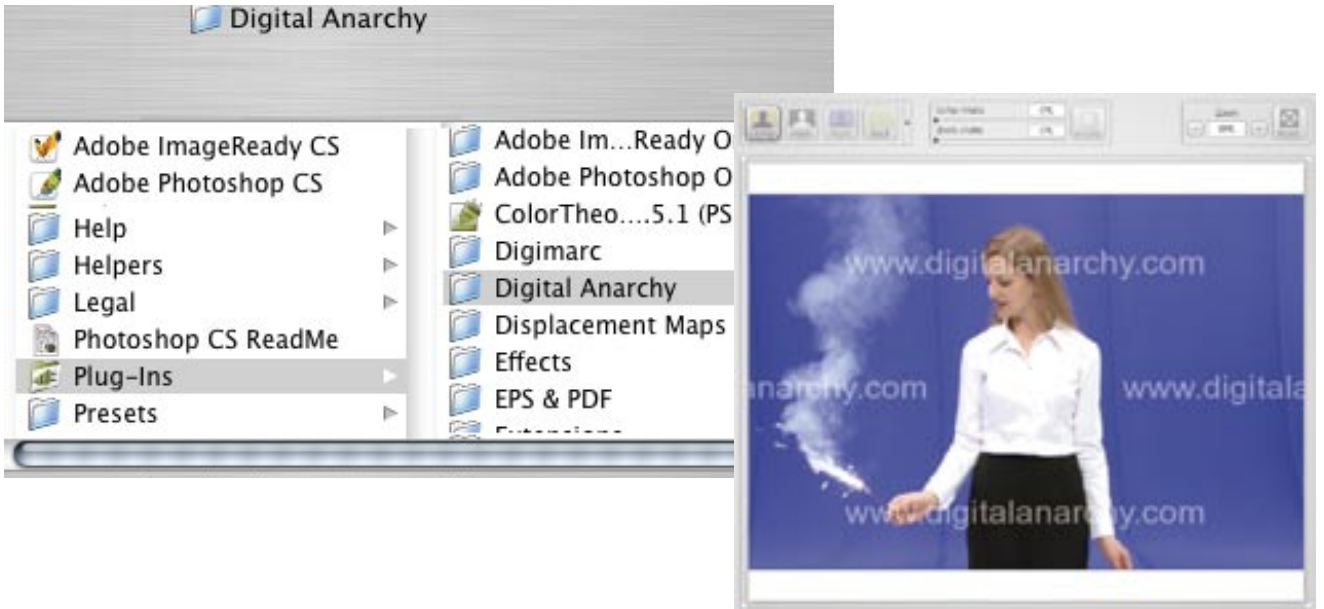 Digital Anarchy
Adobe ImageReady CS
Adobe Photoshop CS
Help
Helpers
Legal
Photoshop CS ReadMe
Plug-Ins
Presets
Adobe Im...Ready O
Adobe Photoshop O
ColorTheo....5.1 (PS
Digimarc
Digital Anarchy
Displacement Maps
Effects
EPS & PDF
Extensions
Zoom
www.digitalanarchy.com
anarchy.com
www.digitala
www.digitalanarchy.com